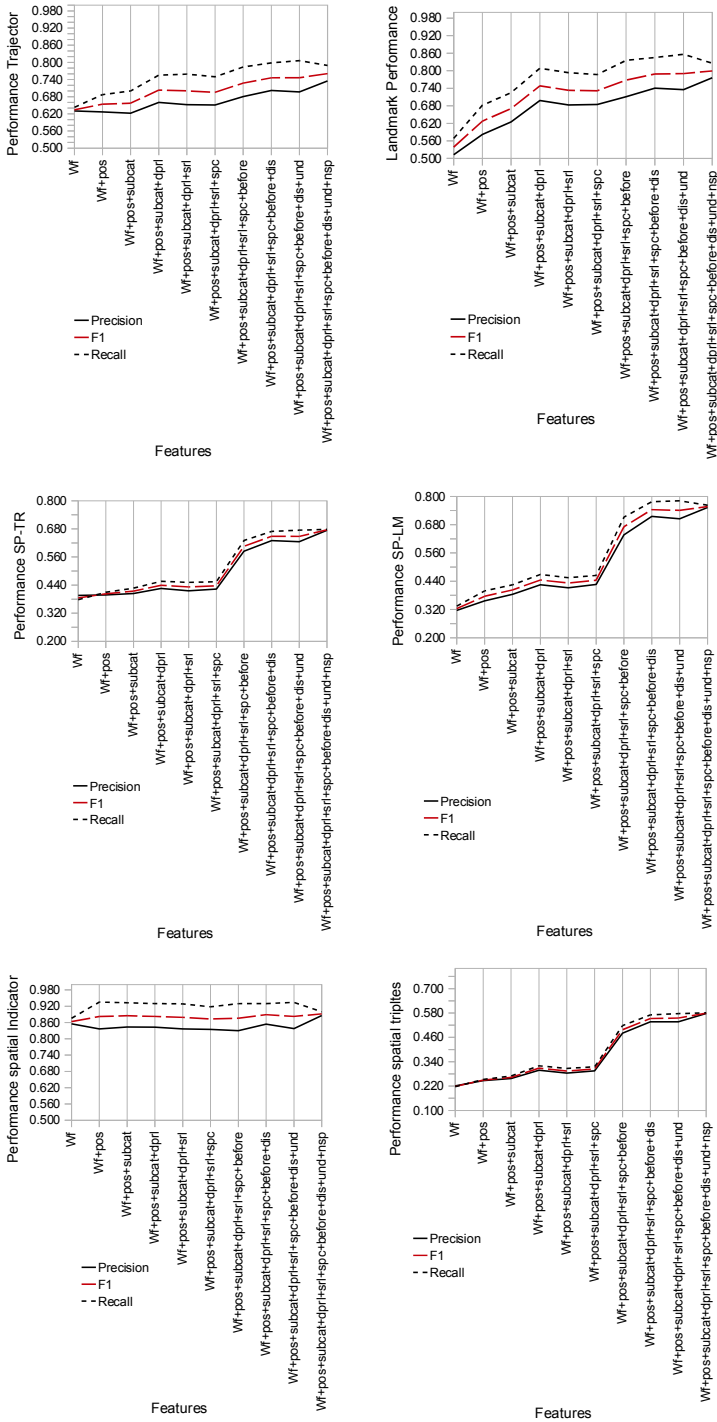 Performance Trajector
0.980
0.920
0.860
0.800
0.740
0.680
0.620
0.560
0.500
Wf
Wf+pos
Wf+pos+subcat
Wf+pos+subcat+dprl
Wf+pos+subcat+dprl+srl
Wf+pos+subcat+dprl+srl+spc
Wf+pos+subcat+dprl+srl+spc+before
Wf+pos+subcat+dprl+srl+spc+before+dis
Wf+pos+subcat+dprl+srl+spc+before+dis+und
Wf+pos+subcat+dprl+srl+spc+before+dis+und+nsp
Precision
F1
Recall
Features
Landmark Performance
0.980
0.920
0.860
0.800
0.740
0.680
0.620
0.560
0.500
Wf
Wf+pos
Wf+pos+subcat
Wf+pos+subcat+dprl
Wf+pos+subcat+dprl+srl
Wf+pos+subcat+dprl+srl+spc
Wf+pos+subcat+dprl+srl+spc+before
Wf+pos+subcat+dprl+srl+spc+before+dis
Wf+pos+subcat+dprl+srl+spc+before+dis+und
Wf+pos+subcat+dprl+srl+spc+before+dis+und+nsp
Precision
F1
Recall
Features
Performance SP-TR
0.800
0.680
0.560
0.440
0.320
0.200
Wf
Wf+pos
Wf+pos+subcat
Wf+pos+subcat+dprl
Wf+pos+subcat+dprl+srl
Wf+pos+subcat+dprl+srl+spc
Wf+pos+subcat+dprl+srl+spc+before
Wf+pos+subcat+dprl+srl+spc+before+dis
Wf+pos+subcat+dprl+srl+spc+before+dis+und
Wf+pos+subcat+dprl+srl+spc+before+dis+und+nsp
Precision
F1
Recall
Features
Performance SP-LM
0.800
0.680
0.560
0.440
0.320
0.200
Wf
Wf+pos
Wf+pos+subcat
Wf+pos+subcat+dprl
Wf+pos+subcat+dprl+srl
Wf+pos+subcat+dprl+srl+spc
Wf+pos+subcat+dprl+srl+spc+before
Wf+pos+subcat+dprl+srl+spc+before+dis
Wf+pos+subcat+dprl+srl+spc+before+dis+und
Wf+pos+subcat+dprl+srl+spc+before+dis+und+nsp
Precision
F1
Recall
Features
Performance spatial Indicator
0.980
0.920
0.860
0.800
0.740
0.680
0.620
0.560
0.500
Wf
Wf+pos
Wf+pos+subcat
Wf+pos+subcat+dprl
Wf+pos+subcat+dprl+srl
Wf+pos+subcat+dprl+srl+spc
Wf+pos+subcat+dprl+srl+spc+before
Wf+pos+subcat+dprl+srl+spc+before+dis
Wf+pos+subcat+dprl+srl+spc+before+dis+und
Wf+pos+subcat+dprl+srl+spc+before+dis+und+nsp
Precision
F1
Recall
Features
Performance spatial tripltes
0.700
0.580
0.460
0.340
0.220
0.100
Wf
Wf+pos
Wf+pos+subcat
Wf+pos+subcat+dprl
Wf+pos+subcat+dprl+srl
Wf+pos+subcat+dprl+srl+spc
Wf+pos+subcat+dprl+srl+spc+before
Wf+pos+subcat+dprl+srl+spc+before+dis
Wf+pos+subcat+dprl+srl+spc+before+dis+und
Wf+pos+subcat+dprl+srl+spc+before+dis+und+nsp
Precision
F1
Recall
Features